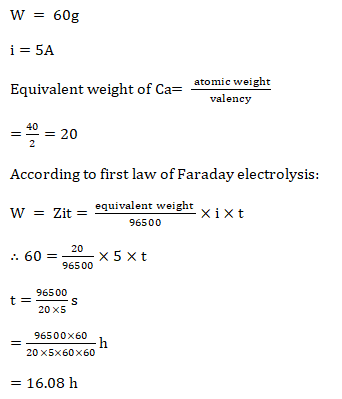 W = 60g
i = 5A
Equivalent weight of Ca= atomic weight/valency
= 40/2 = 20
According to first law of Faraday electrolysis:
W = Zit = equivalent weight/96500 × i × t
∴ 60 = 20/96500 × 5 × t
t = 96500/20×5 s
= 96500×60/20×5×60×60 h
= 16.08 h